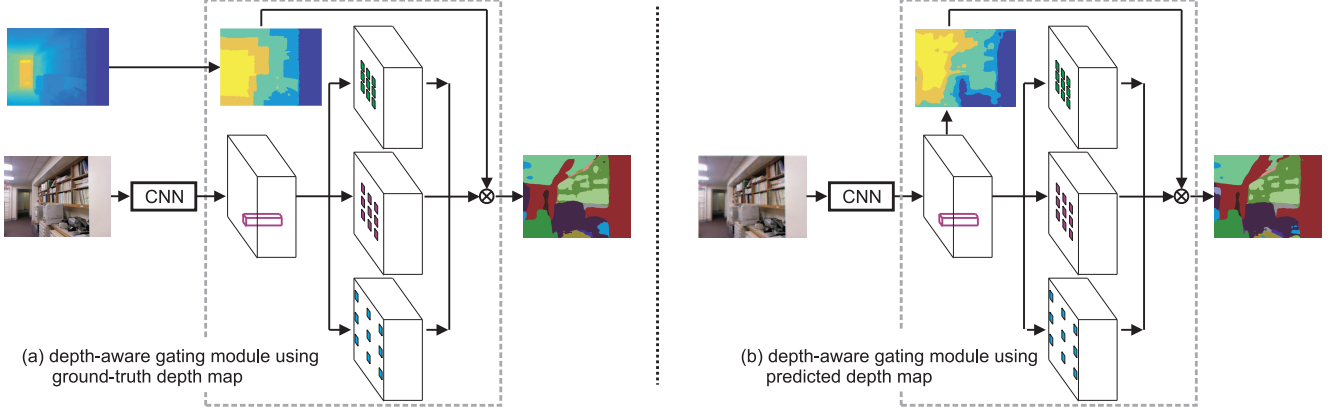 CNN
(a) depth-aware gating module using
ground-truth depth map
CNN
(b) depth-aware gating module using
predicted depth map